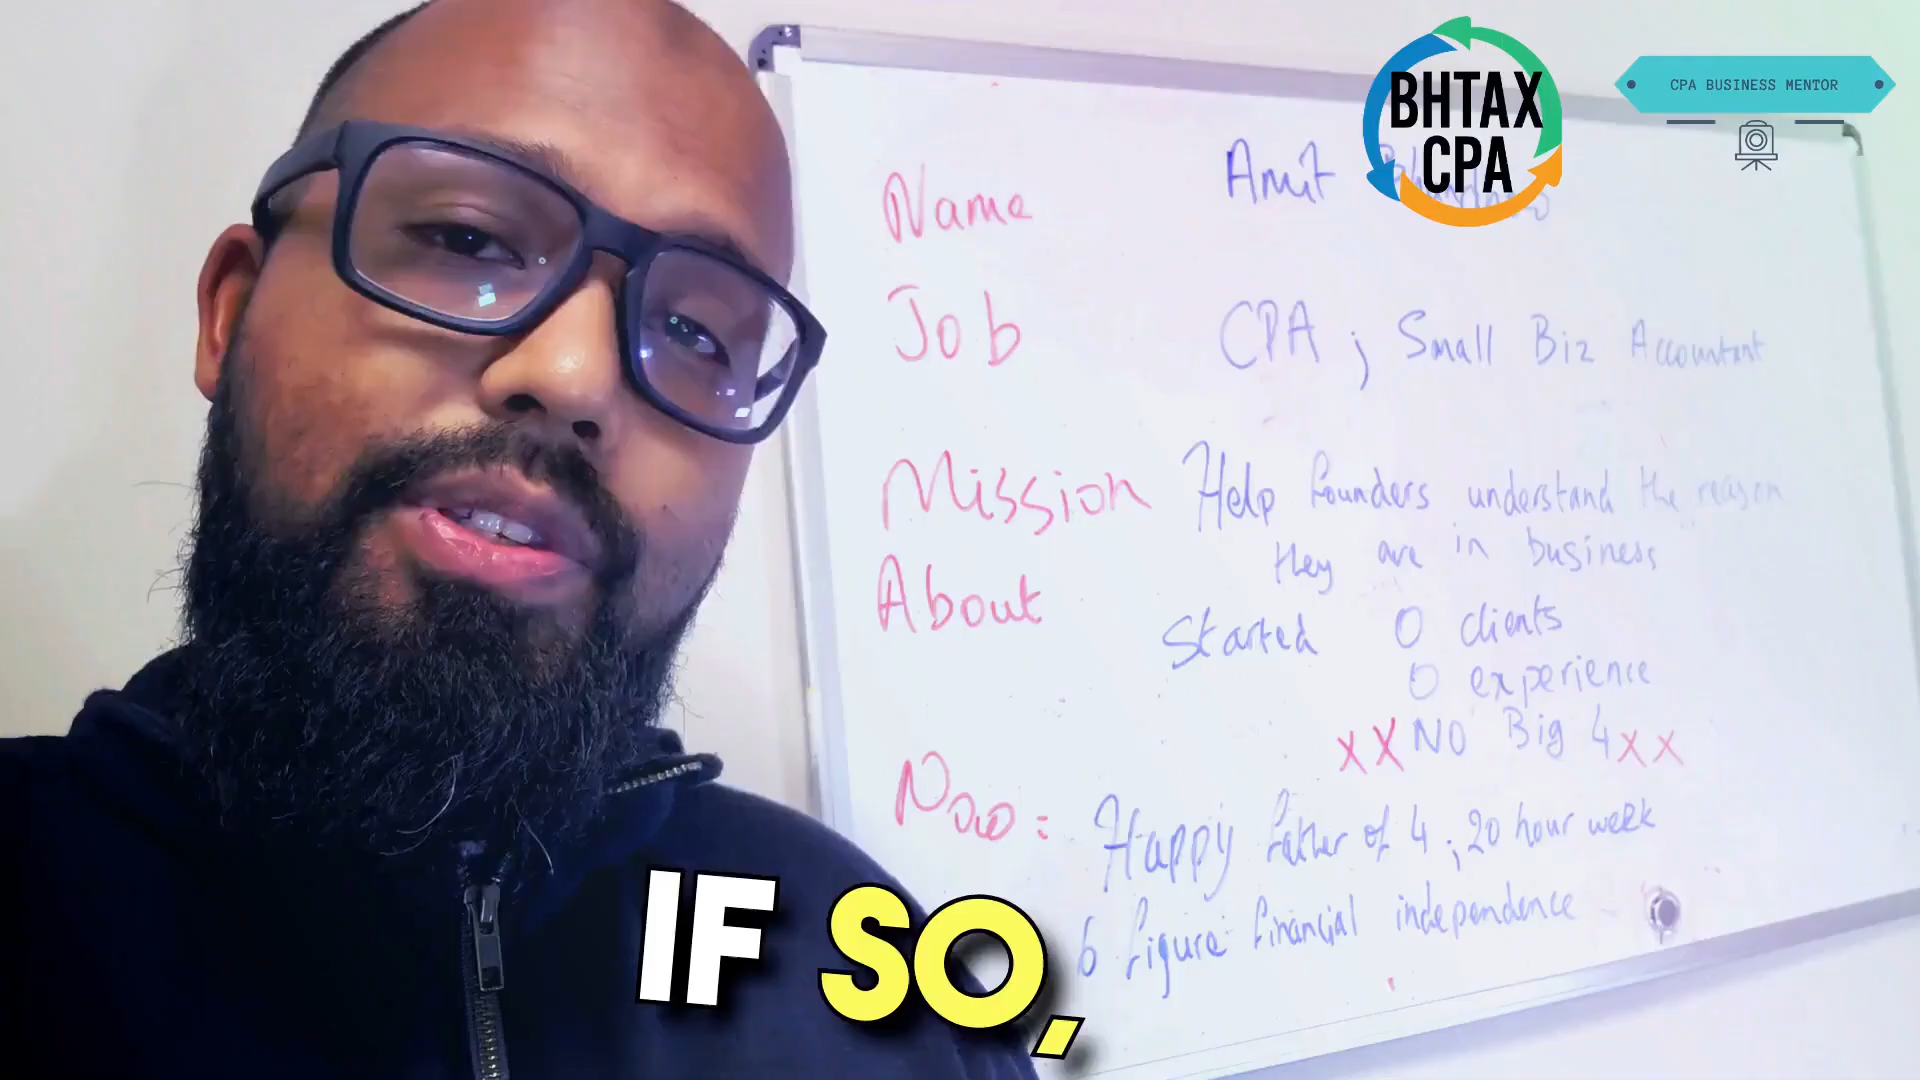 BHTAX
CPA
CPA BUSINESS MENTOR
Name Amit
Job CPA ; Small Biz Accountant
Mission Help founders understand the reason
they are in business
About Started 0 clients
0 experience
XX NO Big 4 XX
Now : Happy father of 4 ; 20 hour week
6 figure financial independence
IF SO,